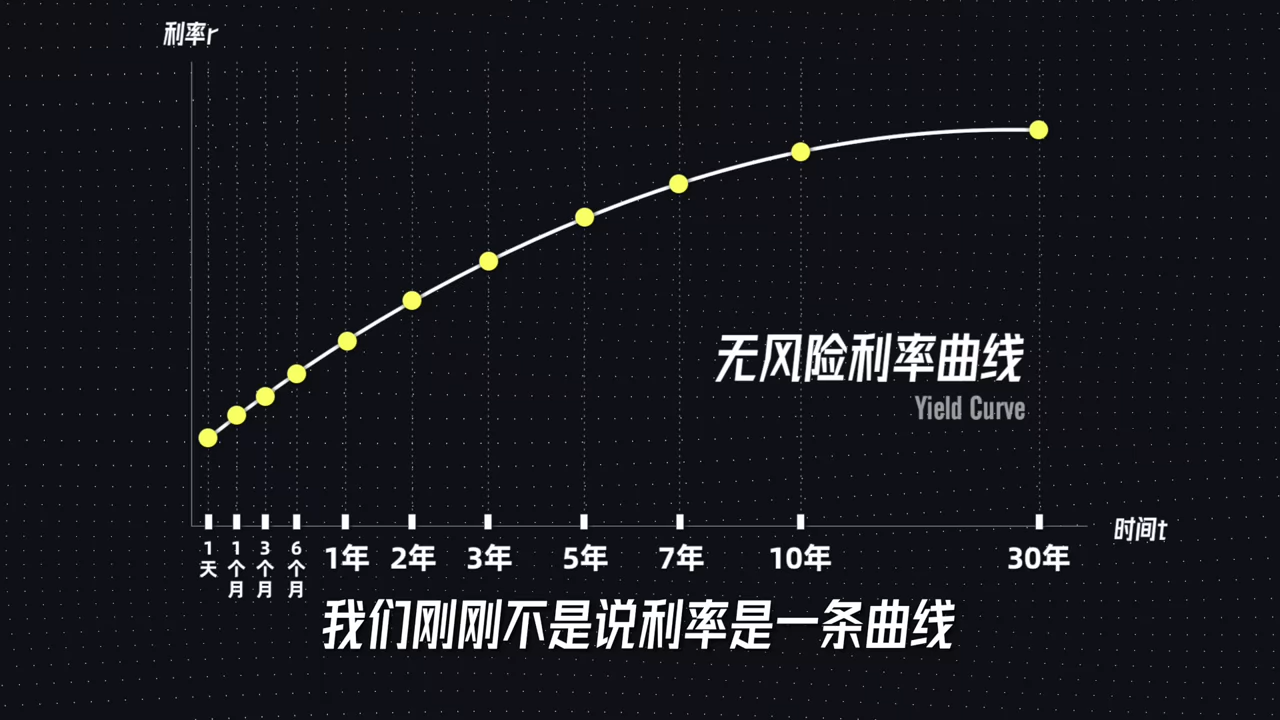 利率r
无风险利率曲线
Yield Curve
时间t
1天 1个月 3个月 6个月 1年 2年 3年 5年 7年 10年 30年
我们刚刚不是说利率是一条曲线